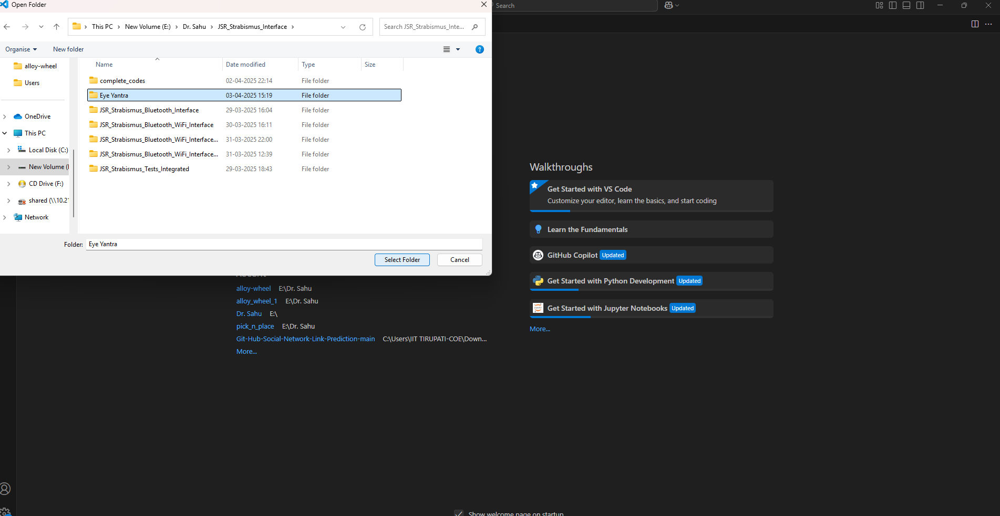 Open Folder
Search
This PC > New Volume (E:) > Dr. Sahu > JSR_Strabismus_Interface >
Search JSR_Strabismus_Inte...
Organise
New folder
?
alloy-wheel
Users
OneDrive
This PC
Local Disk (C:)
New Volume (
CD Drive (F:)
shared (\\10.2
Network
Name Date modified Type Size
complete_codes 02-04-2025 22:14 File folder
Eye Yantra 03-04-2025 15:19 File folder
JSR_Strabismus_Bluetooth_Interface 29-03-2025 16:04 File folder
JSR_Strabismus_Bluetooth_WiFi_Interface 30-03-2025 16:11 File folder
JSR_Strabismus_Bluetooth_WiFi_Interface... 31-03-2025 22:00 File folder
JSR_Strabismus_Bluetooth_WiFi_Interface... 31-03-2025 12:39 File folder
JSR_Strabismus_Tests_Integrated 29-03-2025 18:43 File folder
Folder: Eye Yantra
Select Folder
Cancel
Recent
alloy-wheel E:\Dr. Sahu
alloy_wheel_1 E:\Dr. Sahu
Dr. Sahu E:\
pick_n_place E:\Dr. Sahu
Git-Hub-Social-Network-Link-Prediction-main C:\Users\IIT TIRUPATI-COE\Down...
More...
Walkthroughs
Get Started with VS Code
Customize your editor, learn the basics, and start coding
Learn the Fundamentals
GitHub Copilot Updated
Get Started with Python Development Updated
Get Started with Jupyter Notebooks Updated
More...
Show welcome page on startup